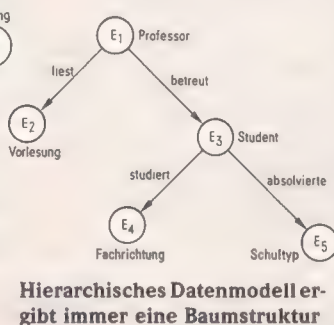 ng
E1 Professor
liest
betreut
E2
E3 Student
Vorlesung
studiert
absolvierte
E4
E5
Fachrichtung
Schultyp
Hierarchisches Datenmodell er-
gibt immer eine Baumstruktur